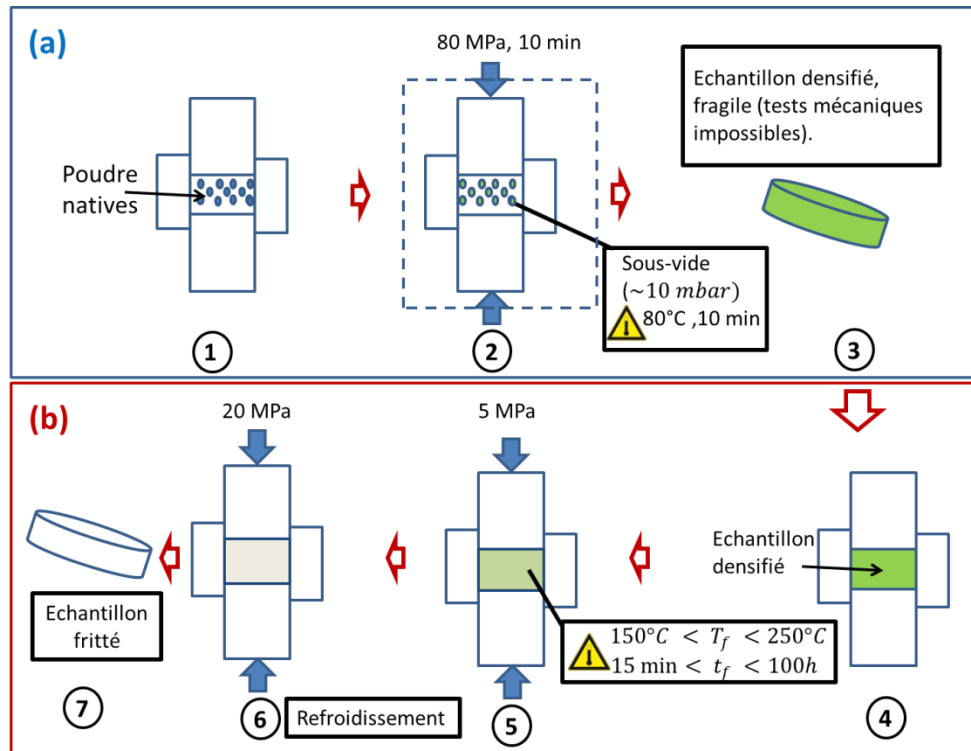 (a)
80 MPa, 10 min
Echantillon densifié,
fragile (tests mécaniques
impossibles).
Poudre
natives
Sous-vide
(~10 mbar)
80°C ,10 min
1
2
3
(b)
20 MPa
5 MPa
Echantillon
densifié
Echantillon
fritté
150°C < T_f < 250°C
15 min < t_f < 100h
7
6
Refroidissement
5
4